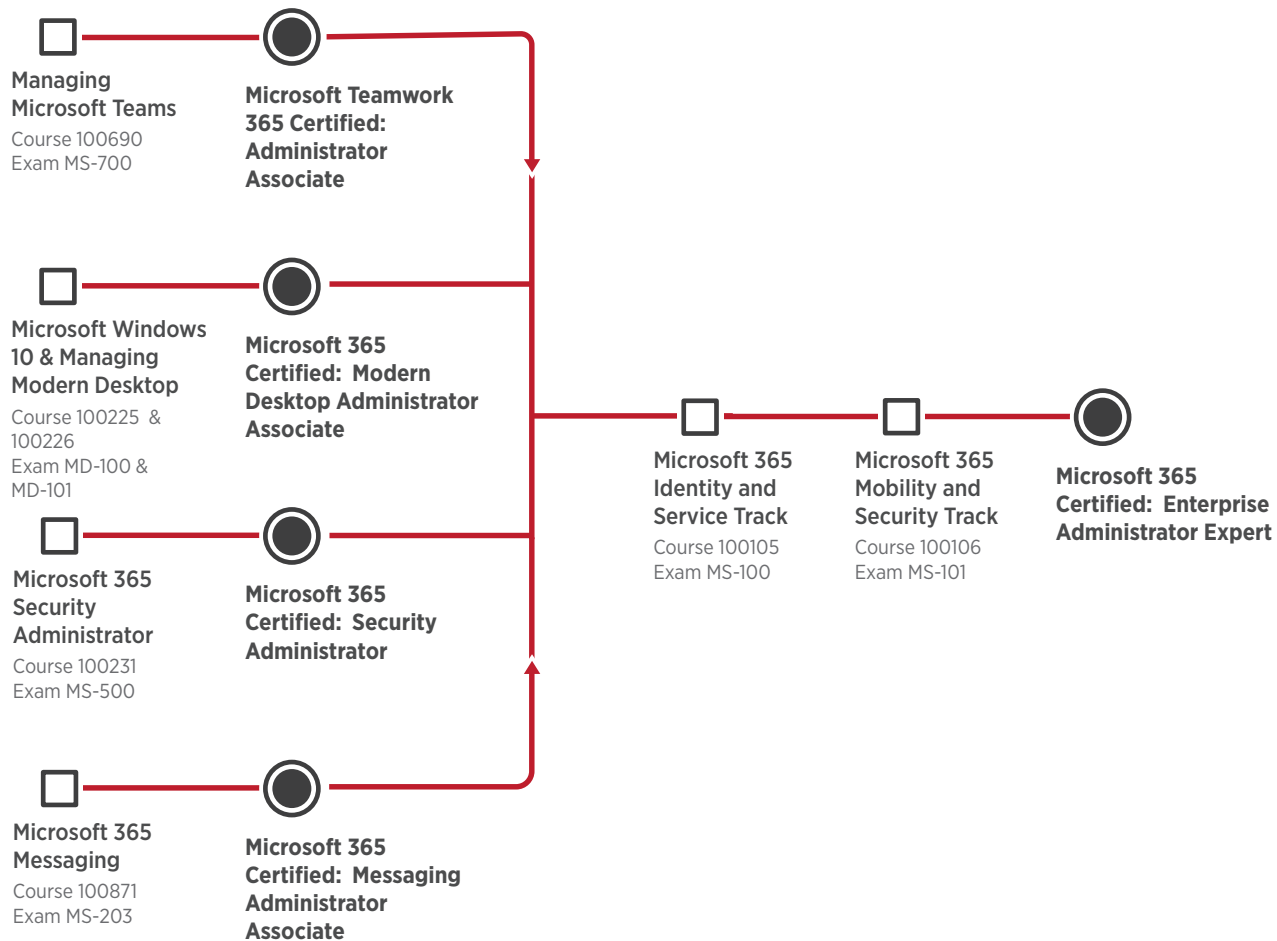 Managing
Microsoft Teams
Course 100690
Exam MS-700
Microsoft Teamwork
365 Certified:
Administrator
Associate
Microsoft Windows
10 & Managing
Modern Desktop
Course 100225 &
100226
Exam MD-100 &
MD-101
Microsoft 365
Certified: Modern
Desktop Administrator
Associate
Microsoft 365
Security
Administrator
Course 100231
Exam MS-500
Microsoft 365
Certified: Security
Administrator
Microsoft 365
Messaging
Course 100871
Exam MS-203
Microsoft 365
Certified: Messaging
Administrator
Associate
Microsoft 365
Identity and
Service Track
Course 100105
Exam MS-100
Microsoft 365
Mobility and
Security Track
Course 100106
Exam MS-101
Microsoft 365
Certified: Enterprise
Administrator Expert